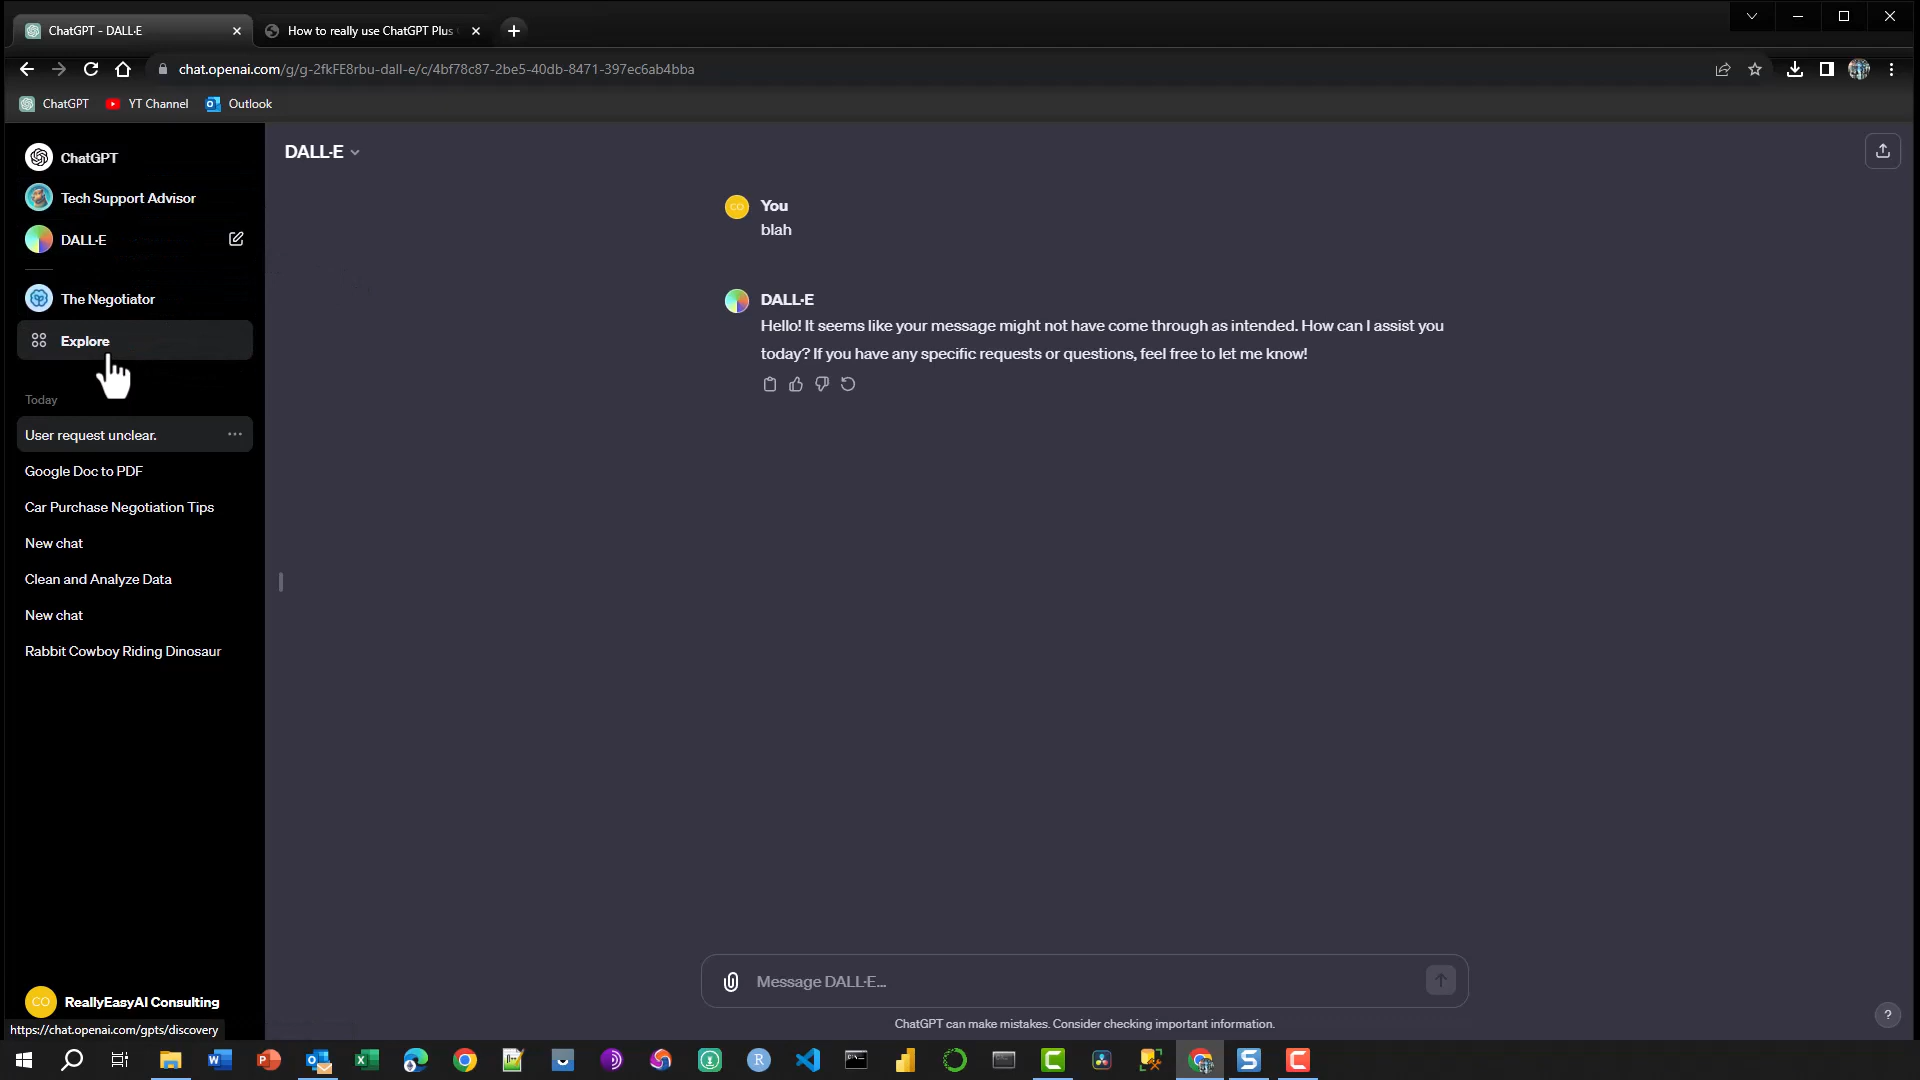 ChatGPT - DALL·E
How to really use ChatGPT Plus
chat.openai.com/g/g-2fkFE8rbu-dall-e/c/4bf78c87-2be5-40db-8471-397ec6ab4bba
ChatGPT
YT Channel
Outlook
ChatGPT
Tech Support Advisor
DALL·E
The Negotiator
Explore
Today
User request unclear.
Google Doc to PDF
Car Purchase Negotiation Tips
New chat
Clean and Analyze Data
New chat
Rabbit Cowboy Riding Dinosaur
CO
ReallyEasyAI Consulting
https://chat.openai.com/gpts/discovery
DALL·E
CO
You
blah
DALL·E
Hello! It seems like your message might not have come through as intended. How can I assist you
today? If you have any specific requests or questions, feel free to let me know!
Message DALL·E...
ChatGPT can make mistakes. Consider checking important information.
?